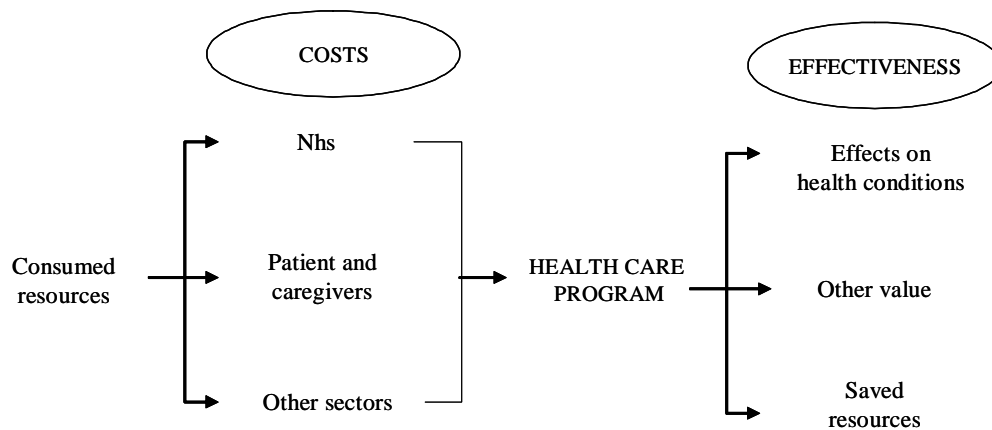 COSTS
EFFECTIVENESS
Nhs
Effects on
health conditions
Consumed
resources
Patient and
caregivers
HEALTH CARE
PROGRAM
Other value
Other sectors
Saved
resources